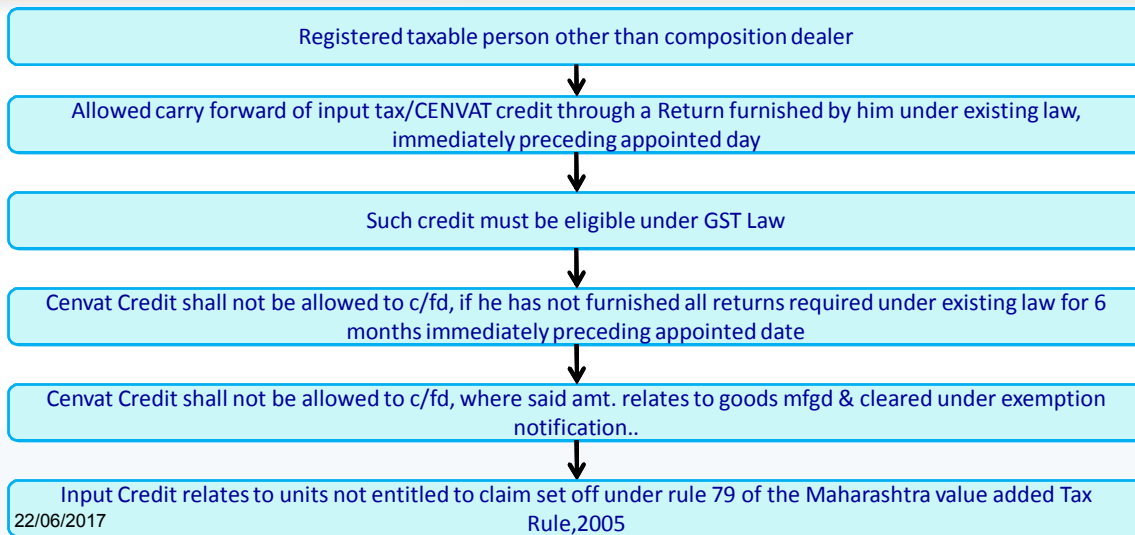 Registered taxable person other than composition dealer
Allowed carry forward of input tax/CENVAT credit through a Return furnished by him under existing law,
immediately preceding appointed day
Such credit must be eligible under GST Law
Cenvat Credit shall not be allowed to c/fd, if he has not furnished all returns required under existing law for 6
months immediately preceding appointed date
Cenvat Credit shall not be allowed to c/fd, where said amt. relates to goods mfgd & cleared under exemption
notification..
Input Credit relates to units not entitled to claim set off under rule 79 of the Maharashtra value added Tax
Rule,2005
22/06/2017